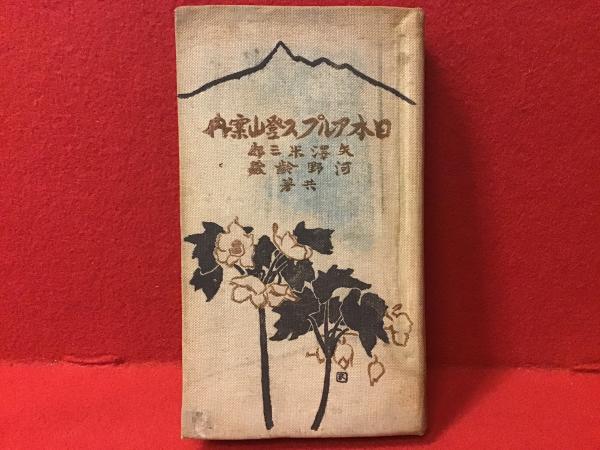 日本アルプス登山案内
矢澤米三郎
河野齡藏
共著